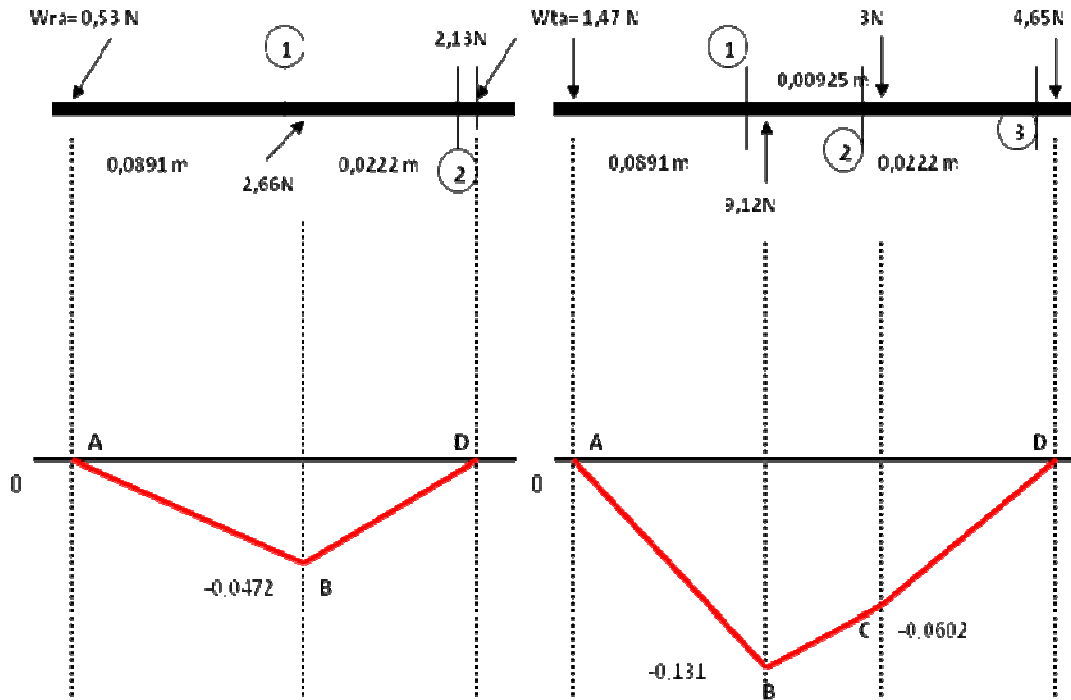 Wra= 0,53 N
1
2,13N
0,0891 m
2,66N
0,0222 m
2
A
D
0
-0.0472
B
Wta= 1,47 N
1
3N
4,65N
0,00925 m
0,0891 m
9,12N
2
0,0222 m
3
A
D
0
-0.131
B
C
-0.0602